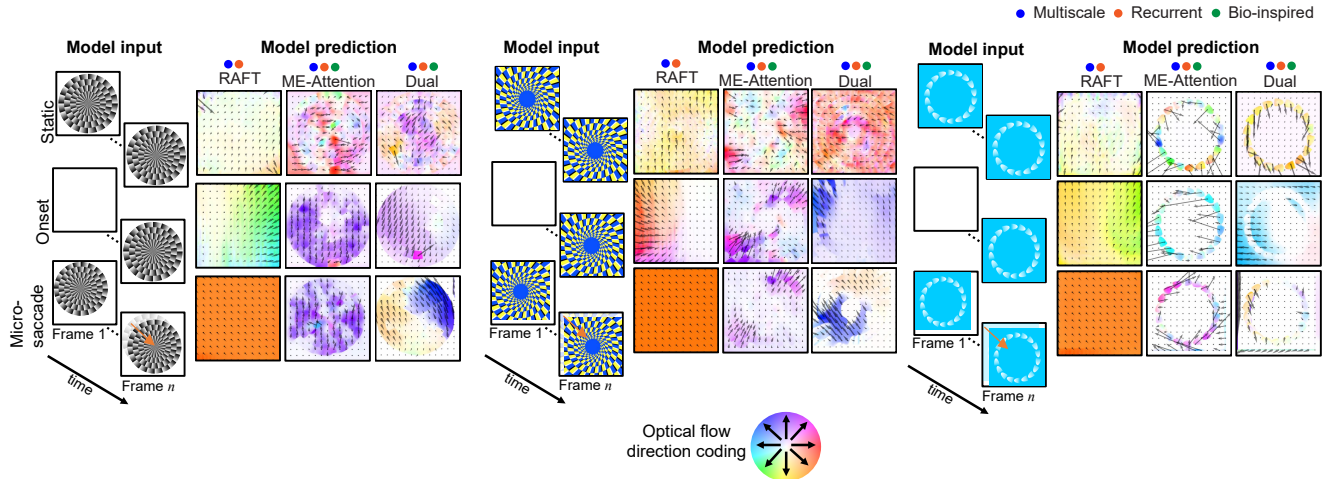 Multiscale Recurrent Bio-inspired
Model input Model prediction
RAFT ME-Attention Dual
Static
Onset
Micro-
saccade
Frame 1
Frame n
time
Model input Model prediction
RAFT ME-Attention Dual
Frame 1
Frame n
time
Model input Model prediction
RAFT ME-Attention Dual
Frame 1
Frame n
time
Optical flow
direction coding